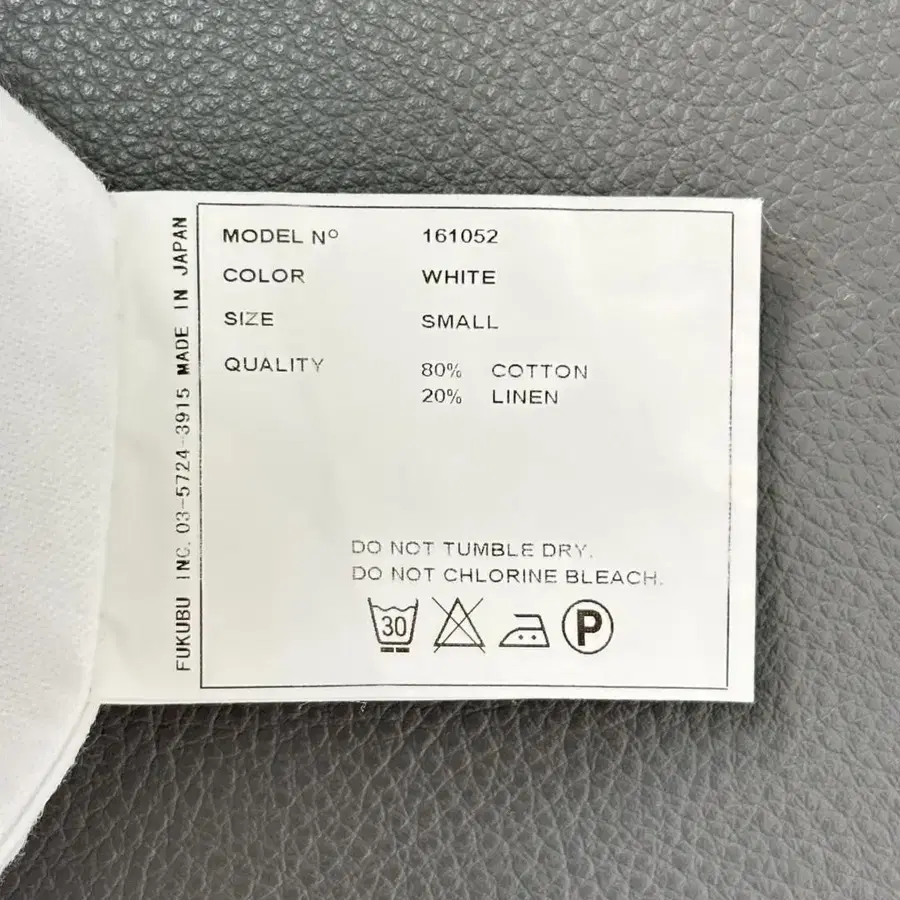 MODEL Nº 161052
COLOR WHITE
SIZE SMALL
QUALITY 80% COTTON
20% LINEN
DO NOT TUMBLE DRY.
DO NOT CHLORINE BLEACH.
30 P
FUKUBU INC. 03-5724-3915 MADE IN JAPAN